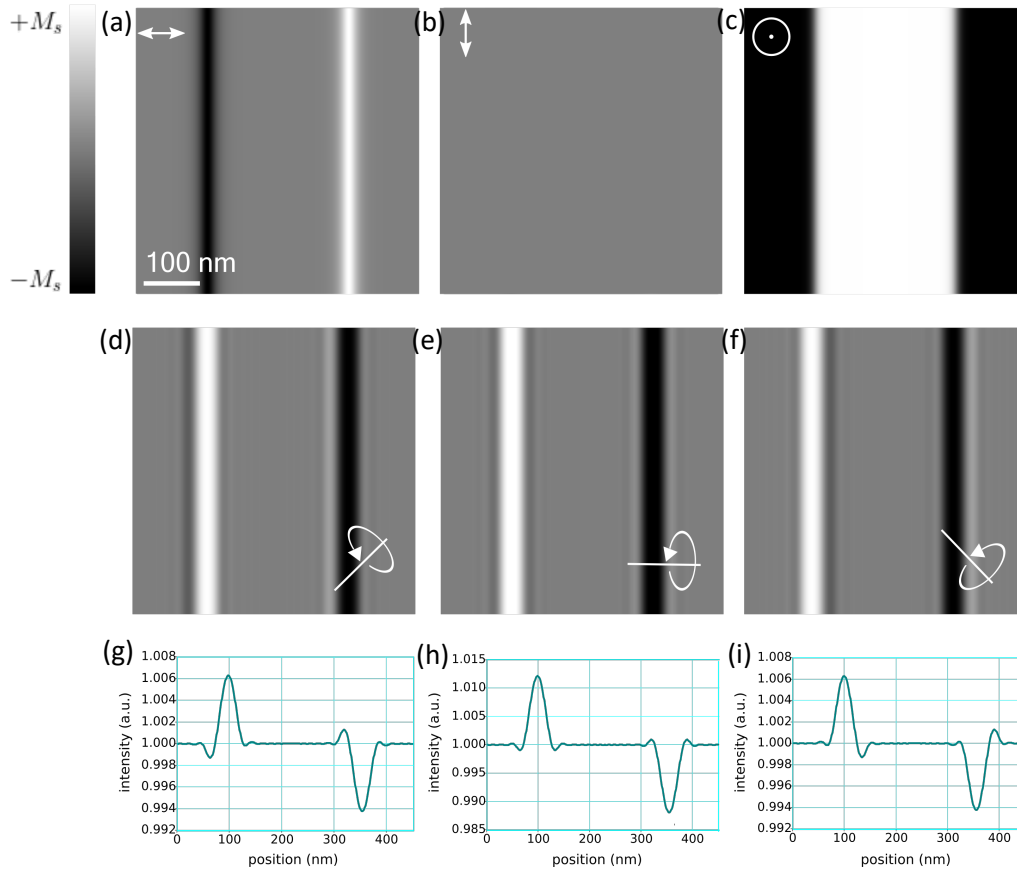 +M_s
(a)
(b)
(c)
100 nm
−M_s
(d)
(e)
(f)
(g)
(h)
(i)
1.008
1.006
1.004
1.002
1.000
0.998
0.996
0.994
0.992
intensity (a.u.)
0
100
200
300
400
position (nm)
1.015
1.010
1.005
1.000
0.995
0.990
0.985
intensity (a.u.)
0
100
200
300
400
position (nm)
1.008
1.006
1.004
1.002
1.000
0.998
0.996
0.994
0.992
intensity (a.u.)
0
100
200
300
400
position (nm)